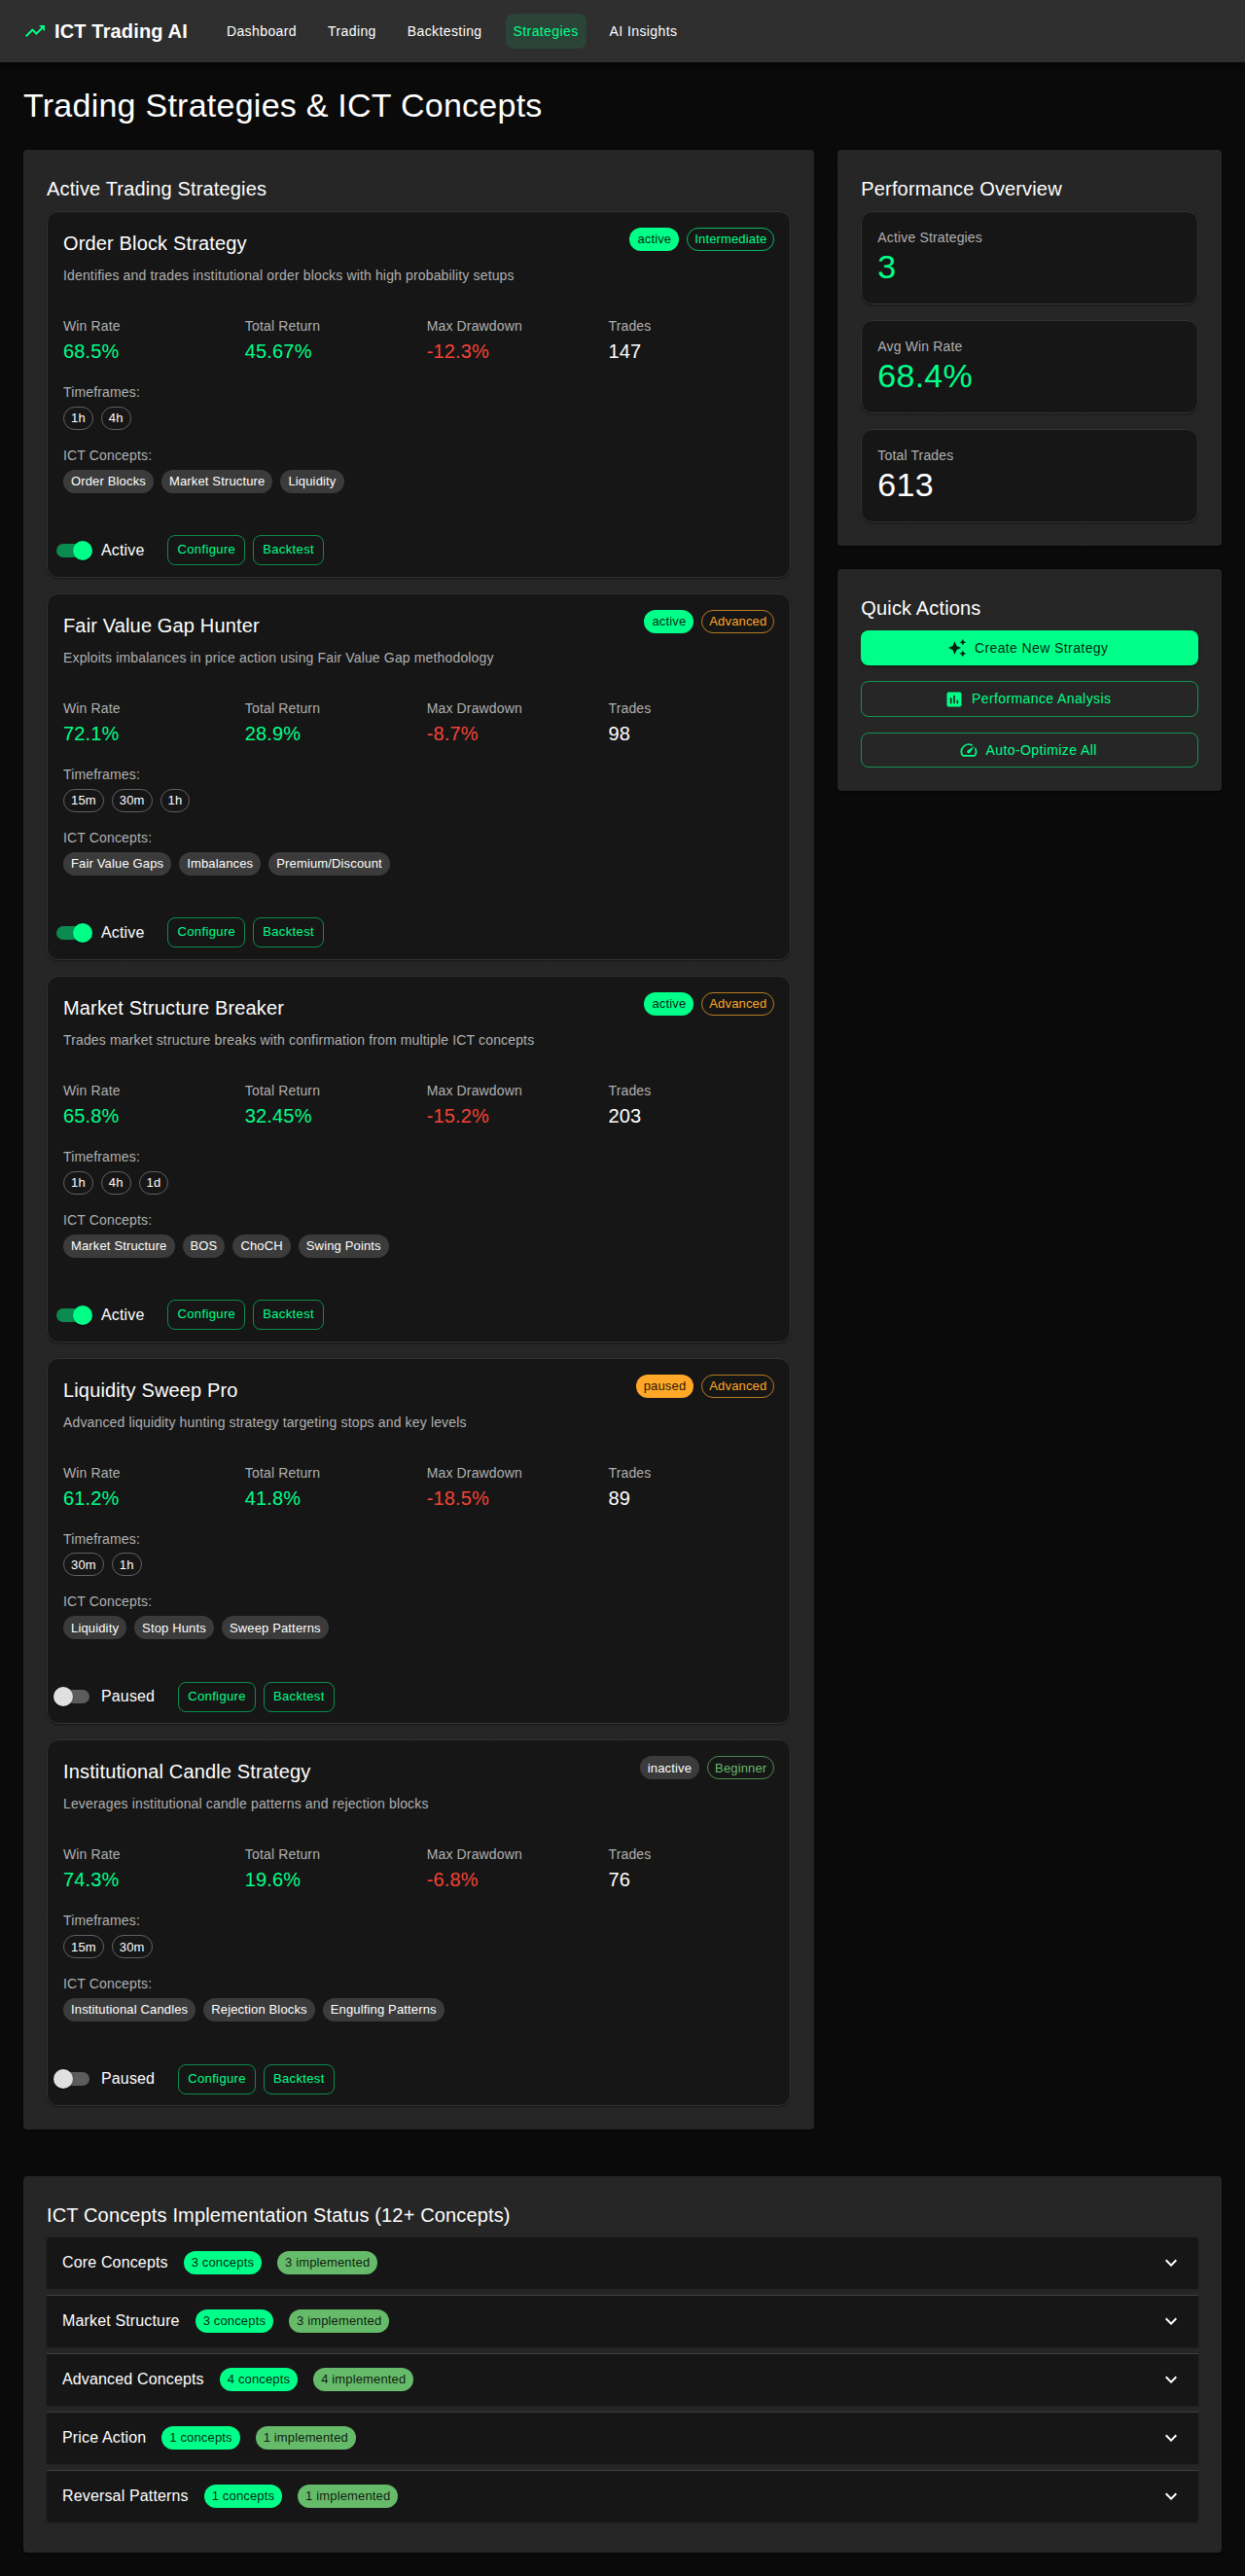 ICT Trading AI
Dashboard
Trading
Backtesting
Strategies
AI Insights
Trading Strategies & ICT Concepts
Active Trading Strategies
Order Block Strategy
active
Intermediate
Identifies and trades institutional order blocks with high probability setups
Win Rate
Total Return
Max Drawdown
Trades
68.5%
45.67%
-12.3%
147
Timeframes:
1h
4h
ICT Concepts:
Order Blocks
Market Structure
Liquidity
Active
Configure
Backtest
Fair Value Gap Hunter
active
Advanced
Exploits imbalances in price action using Fair Value Gap methodology
Win Rate
Total Return
Max Drawdown
Trades
72.1%
28.9%
-8.7%
98
Timeframes:
15m
30m
1h
ICT Concepts:
Fair Value Gaps
Imbalances
Premium/Discount
Active
Configure
Backtest
Market Structure Breaker
active
Advanced
Trades market structure breaks with confirmation from multiple ICT concepts
Win Rate
Total Return
Max Drawdown
Trades
65.8%
32.45%
-15.2%
203
Timeframes:
1h
4h
1d
ICT Concepts:
Market Structure
BOS
ChoCH
Swing Points
Active
Configure
Backtest
Liquidity Sweep Pro
paused
Advanced
Advanced liquidity hunting strategy targeting stops and key levels
Win Rate
Total Return
Max Drawdown
Trades
61.2%
41.8%
-18.5%
89
Timeframes:
30m
1h
ICT Concepts:
Liquidity
Stop Hunts
Sweep Patterns
Paused
Configure
Backtest
Institutional Candle Strategy
inactive
Beginner
Leverages institutional candle patterns and rejection blocks
Win Rate
Total Return
Max Drawdown
Trades
74.3%
19.6%
-6.8%
76
Timeframes:
15m
30m
ICT Concepts:
Institutional Candles
Rejection Blocks
Engulfing Patterns
Paused
Configure
Backtest
Performance Overview
Active Strategies
3
Avg Win Rate
68.4%
Total Trades
613
Quick Actions
Create New Strategy
Performance Analysis
Auto-Optimize All
ICT Concepts Implementation Status (12+ Concepts)
Core Concepts
3 concepts
3 implemented
Market Structure
3 concepts
3 implemented
Advanced Concepts
4 concepts
4 implemented
Price Action
1 concepts
1 implemented
Reversal Patterns
1 concepts
1 implemented